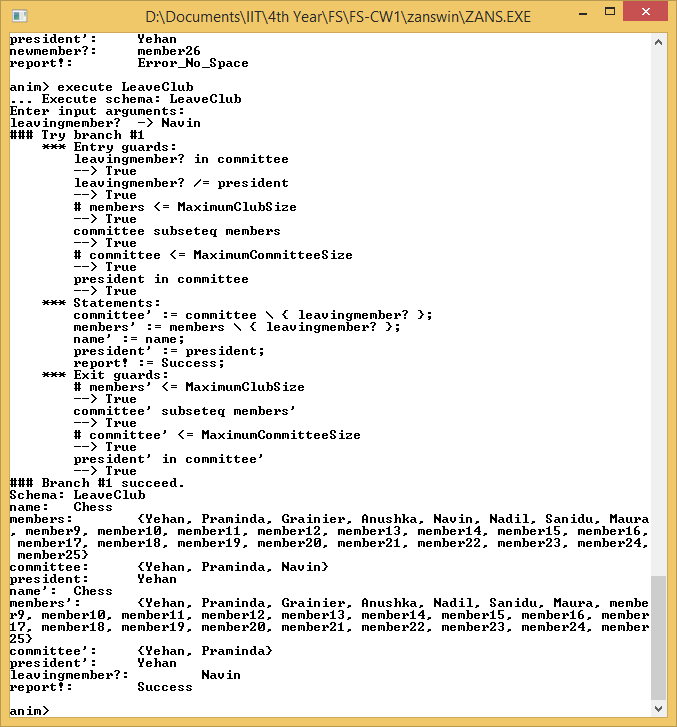 D:\Documents\IIT\4th Year\FS\FS-CW1\zanswin\ZANS.EXE
president':     Yehan
newmember?:     member26
report!:        Error_No_Space
anim> execute LeaveClub
... Execute schema: LeaveClub
Enter input arguments:
leavingmember?  -> Navin
### Try branch #1
    *** Entry guards:
        leavingmember? in committee
        --> True
        leavingmember? /= president
        --> True
        # members <= MaximumClubSize
        --> True
        committee subseteq members
        --> True
        # committee <= MaximumCommitteeSize
        --> True
        president in committee
        --> True
    *** Statements:
        committee' := committee \ { leavingmember? };
        members' := members \ { leavingmember? };
        name' := name;
        president' := president;
        report! := Success;
    *** Exit guards:
        # members' <= MaximumClubSize
        --> True
        committee' subseteq members'
        --> True
        # committee' <= MaximumCommitteeSize
        --> True
        president' in committee'
        --> True
### Branch #1 succeed.
Schema: LeaveClub
name:   Chess
members:        {Yehan, Praminda, Grainier, Anushka, Navin, Nadil, Sanidu, Maura
, member9, member10, member11, member12, member13, member14, member15, member16,
 member17, member18, member19, member20, member21, member22, member23, member24,
 member25}
committee:      {Yehan, Praminda, Navin}
president:      Yehan
name':  Chess
members':       {Yehan, Praminda, Grainier, Anushka, Nadil, Sanidu, Maura, membe
r9, member10, member11, member12, member13, member14, member15, member16, member
17, member18, member19, member20, member21, member22, member23, member24, member
25}
committee':     {Yehan, Praminda}
president':     Yehan
leavingmember?:         Navin
report!:        Success
anim>